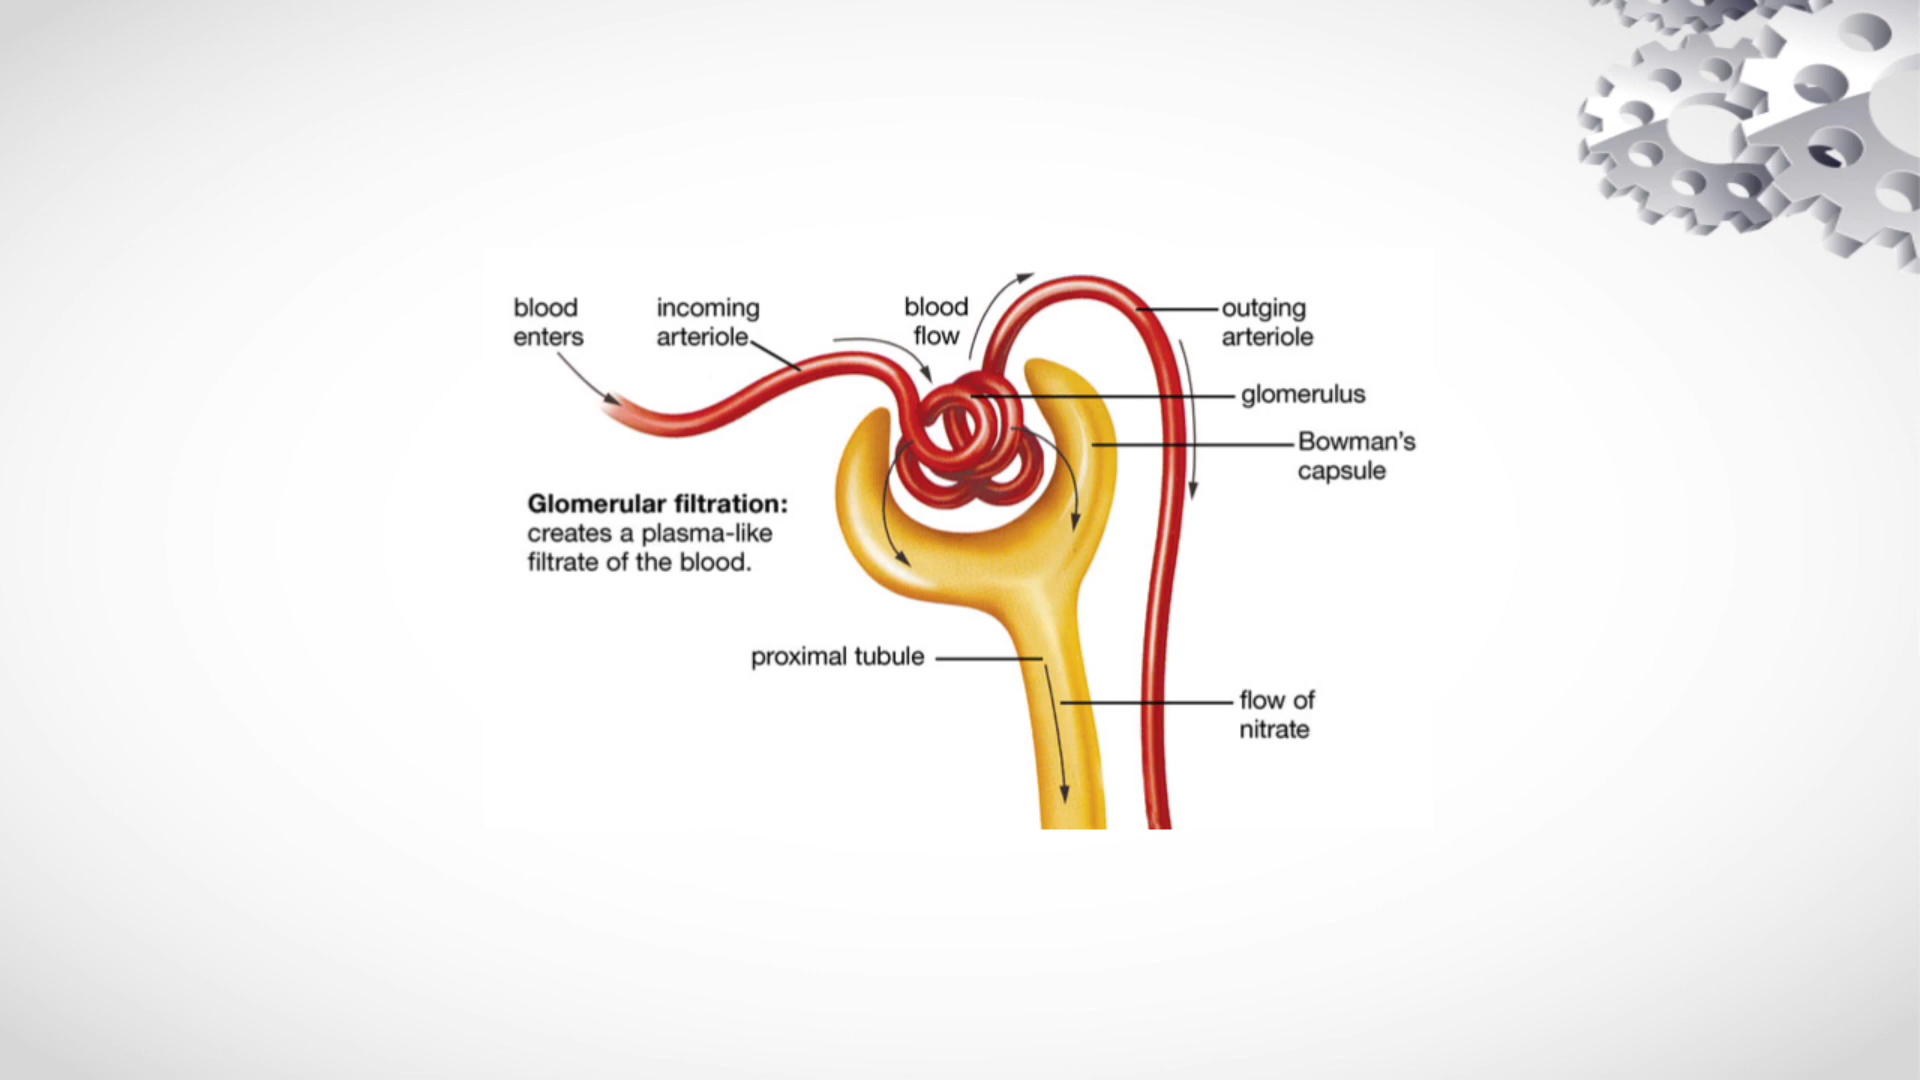 blood
enters
incoming
arteriole
blood
flow
outging
arteriole
glomerulus
Bowman's
capsule
Glomerular filtration:
creates a plasma-like
filtrate of the blood.
proximal tubule
flow of
nitrate